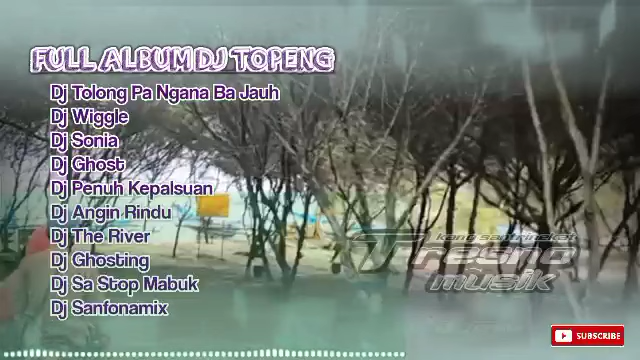 FULL ALBUM DJ TOPENG
Dj Tolong Pa Ngana Ba Jauh
Dj Wiggle
Dj Sonia
Dj Ghost
Dj Penuh Kepalsuan
Dj Angin Rindu
Dj The River
Dj Ghosting
Dj Sa Stop Mabuk
Dj Sanfonamix
Tresno
musik
SUBSCRIBE